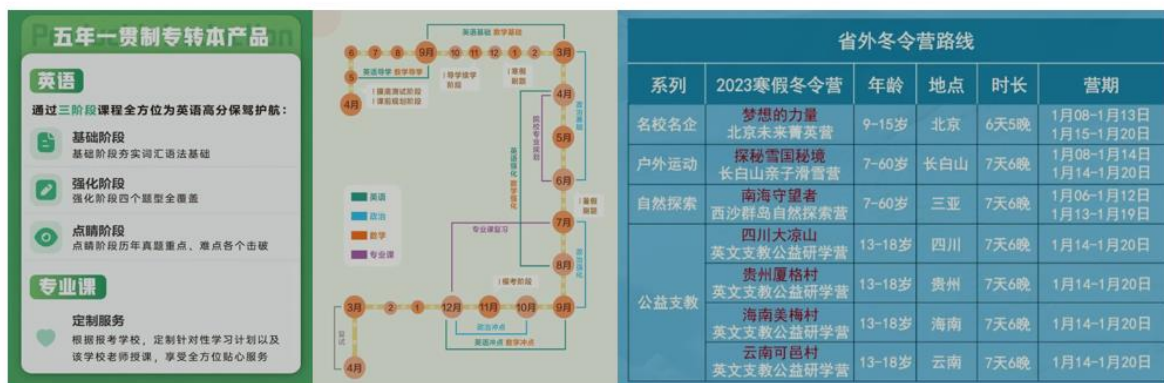 五年一贯制专转本产品
英语
通过三阶段课程全方位为英语高分保驾护航：
基础阶段
基础阶段夯实词汇语法基础
强化阶段
强化阶段四个题型全覆盖
点睛阶段
点睛阶段历年真题重点，难点各个击破
专业课
定制服务
根据报考学校，定制针对性学习计划以及
该学校老师授课，享受全方位贴心服务
英语基础 数学基础
6 7 8 9月 10 11 12 1 2 3月
英语导学 数学导学
导学续学
阶段
寒假
刷题
5
摸底测试阶段
课程规划阶段
4月
4月
政治基础
院校专业规划
5月
英语强化 数学强化
6月
暑假
刷题
英语
政治
数学
专业课
7月
专业课复习
政治强化
8月
模考阶段
3月 2 1 12月 11月 10月 9月
政治冲点
英语冲点 数学冲点
复试
4月
省外冬令营路线
系列 2023寒假冬令营 年龄 地点 时长 营期
名校名企 梦想的力量 北京未来菁英营 9-15岁 北京 6天5晚 1月08-1月13日
1月15-1月20日
户外运动 探秘雪国秘境 长白山亲子滑雪营 7-60岁 长白山 7天6晚 1月08-1月14日
1月14-1月20日
自然探索 南海守望者 西沙群岛自然探索营 7-60岁 三亚 7天6晚 1月06-1月12日
1月13-1月19日
公益支教
四川大凉山
英文支教公益研学营 13-18岁 四川 7天6晚 1月14-1月20日
贵州厦格村
英文支教公益研学营 13-18岁 贵州 7天6晚 1月14-1月20日
海南美梅村
英文支教公益研学营 13-18岁 海南 7天6晚 1月14-1月20日
云南可邑村
英文支教公益研学营 13-18岁 云南 7天6晚 1月14-1月20日